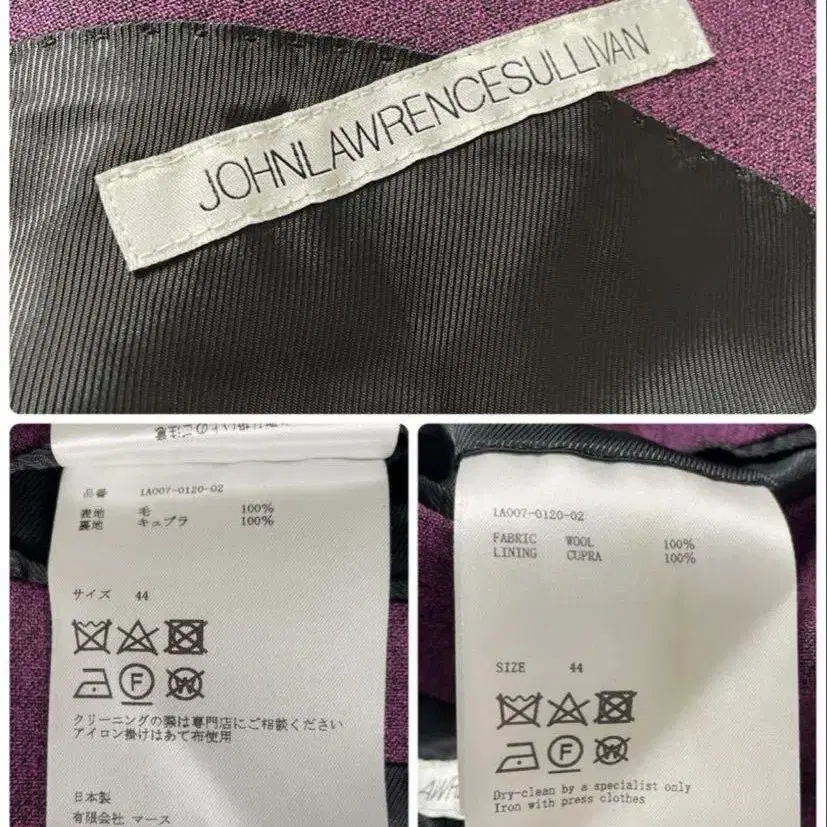 JOHNLAWRENCESULLIVAN
品番 1A007-0120-02
表地 毛 100%
裏地 キュプラ 100%
サイズ 44
F
W
クリーニングの際は専門店にご相談ください
アイロン掛けはあて布使用
日本製
有限会社 マース
1A007-0120-02
FABRIC WOOL 100%
LINING CUPRA 100%
SIZE 44
F
W
Dry-clean by a specialist only
Iron with press clothes